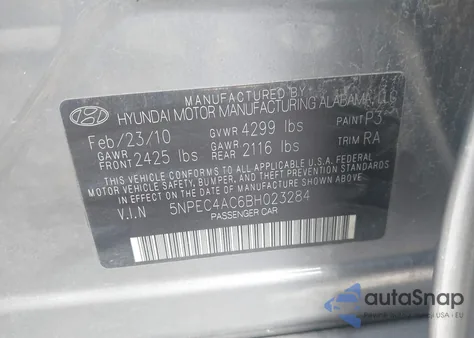 MANUFACTURED BY
HYUNDAI MOTOR MANUFACTURING ALABAMA, LLC
Feb/23/10 GVWR 4299 lbs PAINT P3
GAWR FRONT 2425 lbs GAWR REAR 2116 lbs TRIM RA
THIS VEHICLE CONFORMS TO ALL APPLICABLE U.S.A. FEDERAL
MOTOR VEHICLE SAFETY, BUMPER, AND THEFT PREVENTION
STANDARDS IN EFFECT ON THE DATE OF MANUFACTURE SHOWN ABOVE.
V.I.N 5NPEC4AC6BH023284
PASSENGER CAR
autoSnap